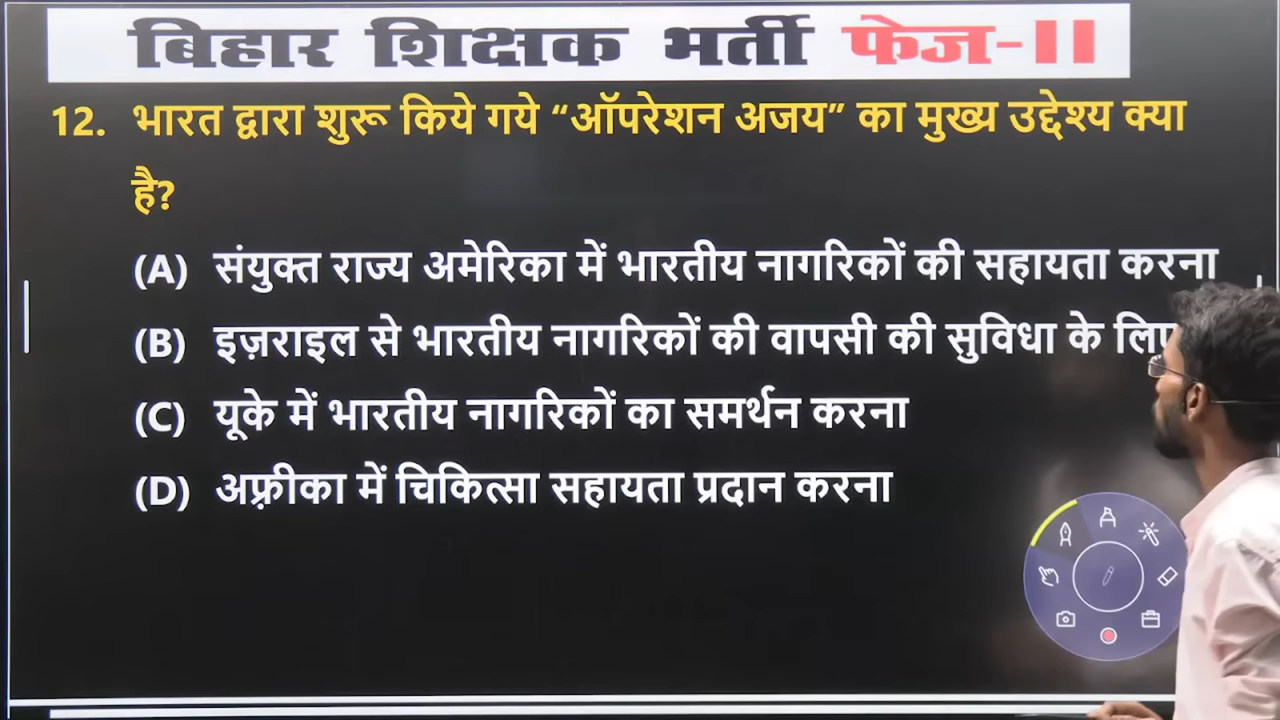 बिहार शिक्षक भर्ती फेज-II
12. भारत द्वारा शुरू किये गये “ऑपरेशन अजय” का मुख्य उद्देश्य क्या
है?
(A) संयुक्त राज्य अमेरिका में भारतीय नागरिकों की सहायता करना
(B) इज़राइल से भारतीय नागरिकों की वापसी की सुविधा के
(C) यूके में भारतीय नागरिकों का समर्थन करना
(D) अफ़्रीका में चिकित्सा सहायता प्रदान करना